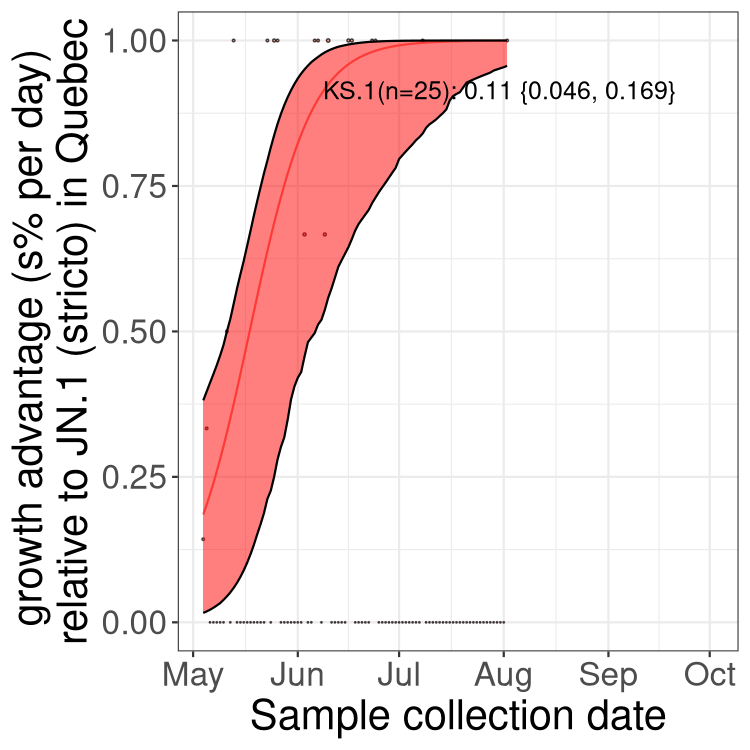 growth advantage (s% per day)
relative to JN.1 (stricto) in Quebec
1.00
0.75
0.50
0.25
0.00
KS.1(n=25): 0.11 {0.046, 0.169}
May Jun Jul Aug Sep Oct
Sample collection date